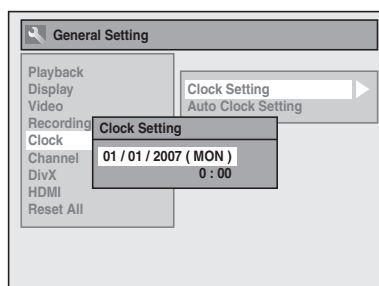 General Setting
Playback
Display
Video
Recording
Clock
Channel
DivX
HDMI
Reset All
Clock Setting
Auto Clock Setting
Clock Setting
01 / 01 / 2007 ( MON )
0 : 00